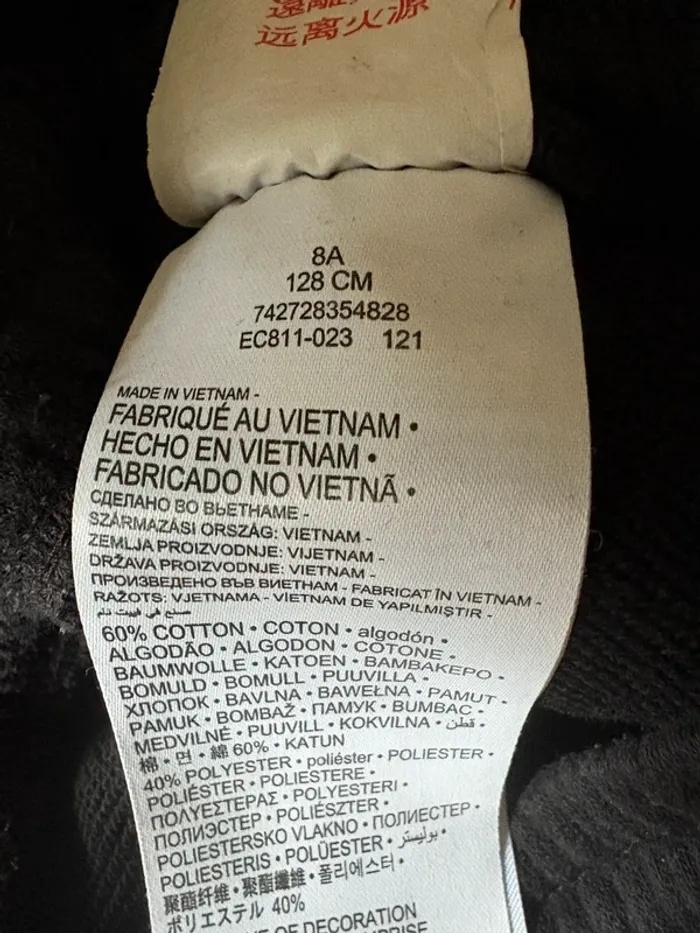 遠離
远离火源
8A
128 CM
742728354828
EC811-023 121
MADE IN VIETNAM -
FABRIQUÉ AU VIETNAM •
HECHO EN VIETNAM •
FABRICADO NO VIETNÃ •
СДЕЛАНО ВО ВЬЕТНАМЕ -
SZÁRMAZÁSI ORSZÁG: VIETNAM -
ZEMLJA PROIZVODNJE: VIJETNAM -
DRŽAVA PROIZVODNJE: VIETNAM -
ПРОИЗВЕДЕНО ВЪВ ВИЕТНАМ - FABRICAT ÎN VIETNAM -
RAŽOTS: VJETNAMA - VIETNAM DE YAPILMIŞTIR -
صنع في فييت نام
60% COTTON • COTON • algodón •
ALGODÃO • ALGODON • COTONE •
BAUMWOLLE • KATOEN • ΒΑΜΒΑΚΕΡΟ •
BOMULD • BOMULL • PUUVILLA •
ХЛОПОК • BAVLNA • BAWEŁNA • PAMUT •
PAMUK • BOMBAŽ • ПАМУК • BUMBAC •
MEDVILNĖ • PUUVILL • KOKVILNA • قطن •
棉 • 면 • 綿 60% • KATUN
40% POLYESTER • poliéster • POLIESTER •
POLIÉSTER • POLIESTERE •
ΠΟΛΥΕΣΤΕΡΑΣ • POLYESTERI •
ПОЛИЭСТЕР • POLIÉSZTER •
POLIESTERSKO VLAKNO • ПОЛИЕСТЕР •
POLIESTERIS • POLÜESTER • بوليستر •
聚酯纤维 • 聚酯纖維 • 폴리에스터 •
ポリエステル 40%
OF DECORATION